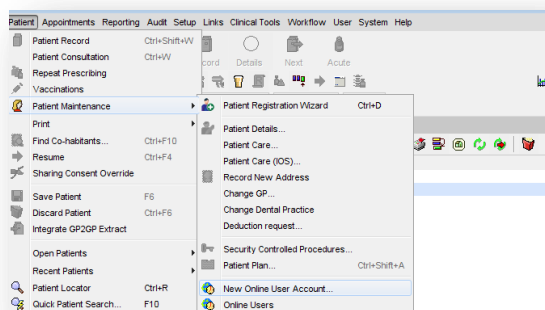 Patient Appointments Reporting Audit Setup Links Clinical Tools Workflow User System Help
Patient Record Ctrl+Shift+W
Patient Consultation Ctrl+W
Repeat Prescribing
Vaccinations
Patient Maintenance
Print
Find Co-habitants... Ctrl+F10
Resume Ctrl+F4
Sharing Consent Override
Save Patient F6
Discard Patient Ctrl+F6
Integrate GP2GP Extract
Open Patients
Recent Patients
Patient Locator Ctrl+R
Quick Patient Search... F10
cord Details Next Acute
Patient Registration Wizard Ctrl+D
Patient Details...
Patient Care...
Patient Care (IOS)...
Record New Address
Change GP...
Change Dental Practice
Deduction request...
Security Controlled Procedures...
Patient Plan... Ctrl+Shift+A
New Online User Account...
Online Users